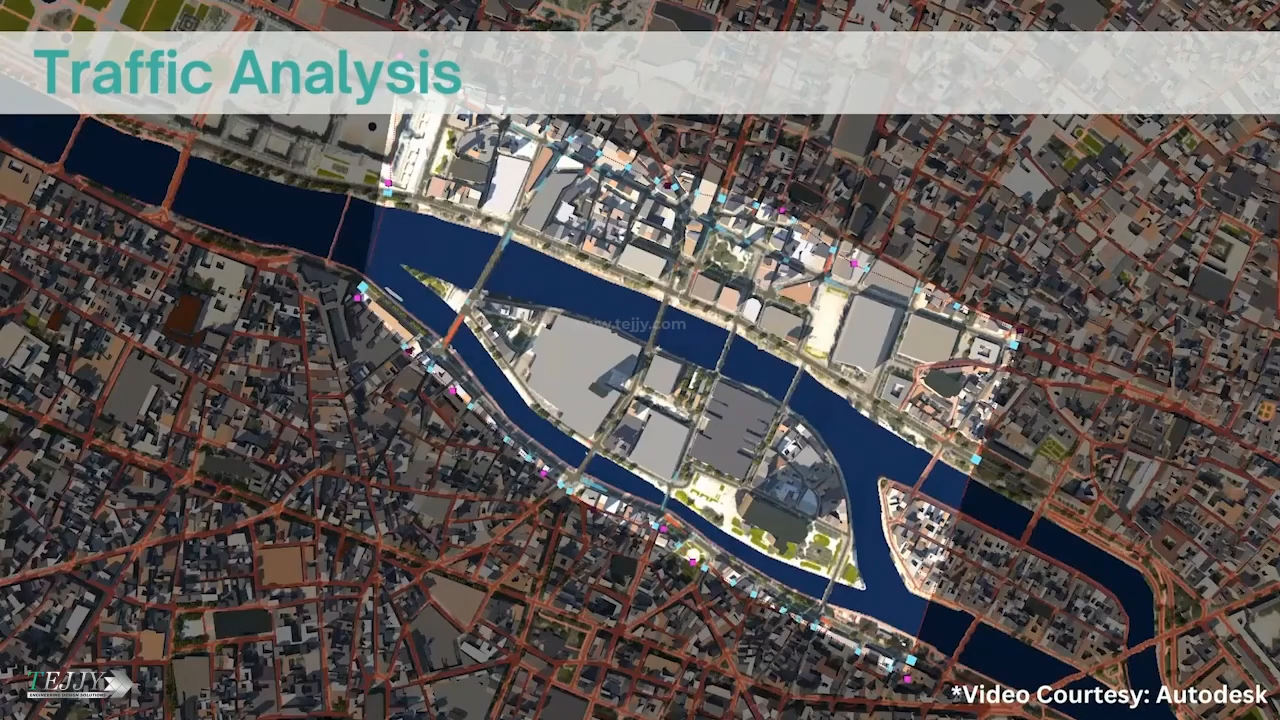 Traffic Analysis
www.tejjy.com
TEJJY
ENGINEERING DESIGN SOLUTIONS
*Video Courtesy: Autodesk